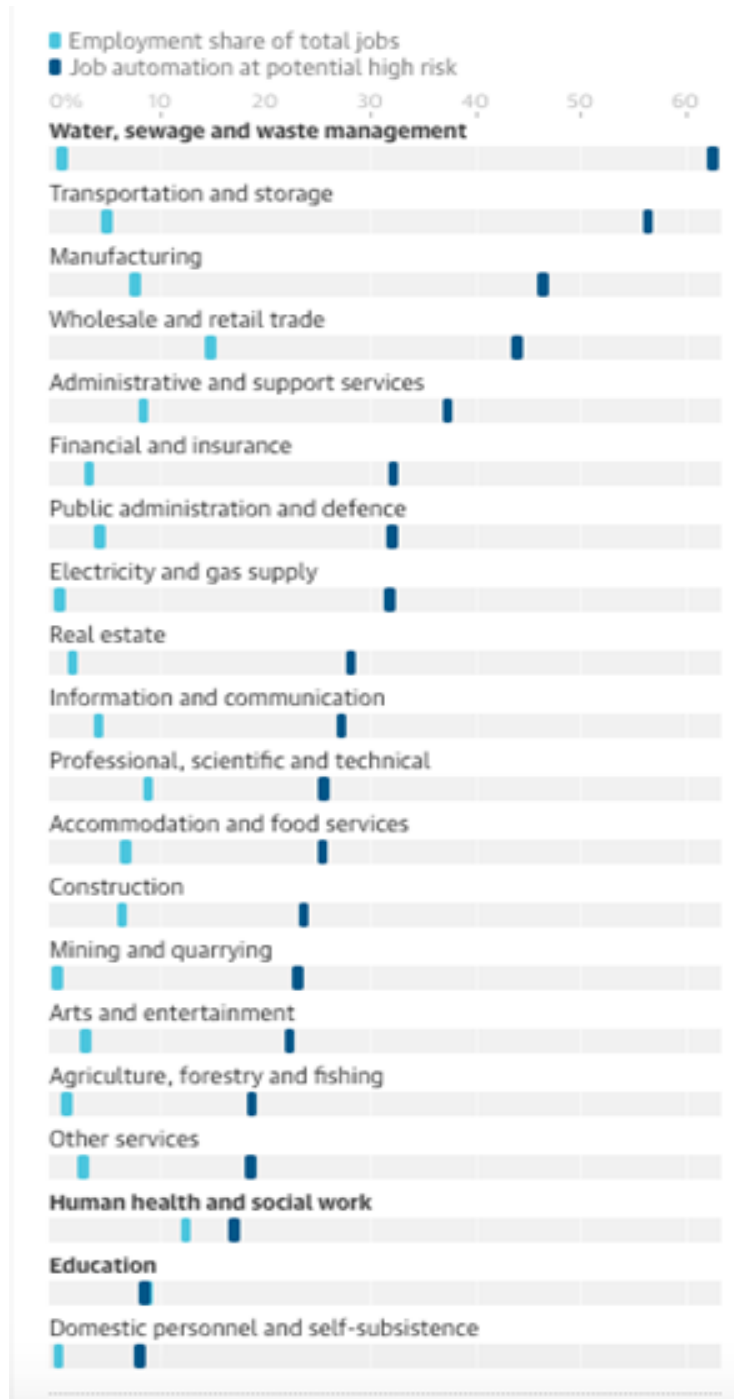 Employment share of total jobs
Job automation at potential high risk
0% 10 20 30 40 50 60
Water, sewage and waste management
Transportation and storage
Manufacturing
Wholesale and retail trade
Administrative and support services
Financial and insurance
Public administration and defence
Electricity and gas supply
Real estate
Information and communication
Professional, scientific and technical
Accommodation and food services
Construction
Mining and quarrying
Arts and entertainment
Agriculture, forestry and fishing
Other services
Human health and social work
Education
Domestic personnel and self-subsistence